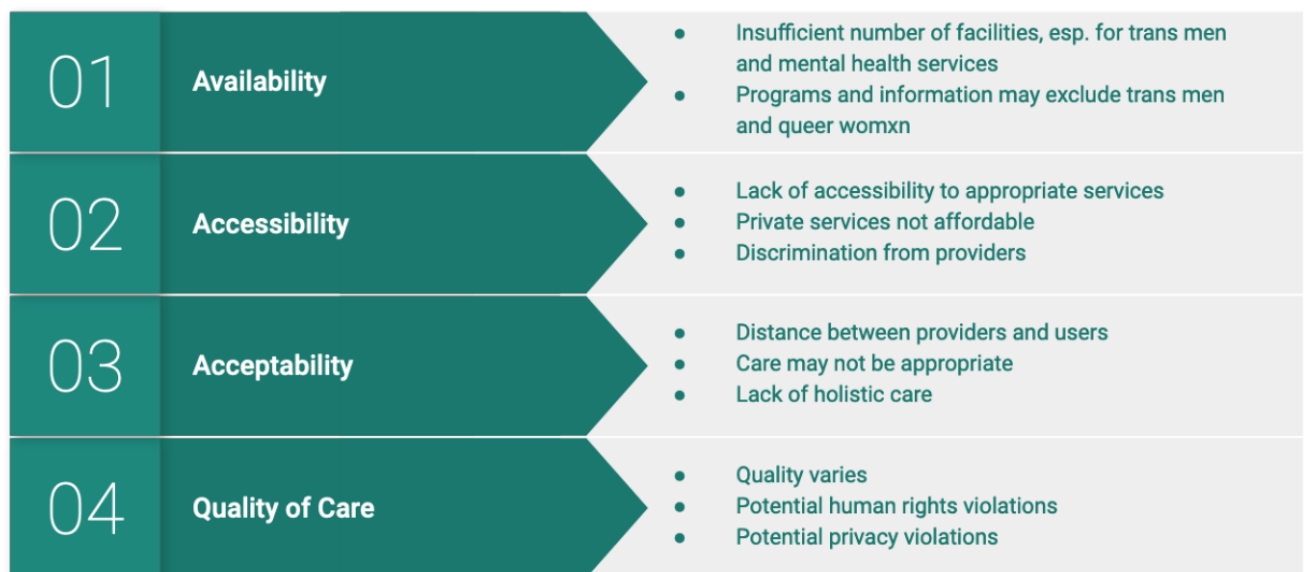 01
Availability
● Insufficient number of facilities, esp. for trans men
and mental health services
● Programs and information may exclude trans men
and queer womxn
02
Accessibility
● Lack of accessibility to appropriate services
● Private services not affordable
● Discrimination from providers
03
Acceptability
● Distance between providers and users
● Care may not be appropriate
● Lack of holistic care
04
Quality of Care
● Quality varies
● Potential human rights violations
● Potential privacy violations